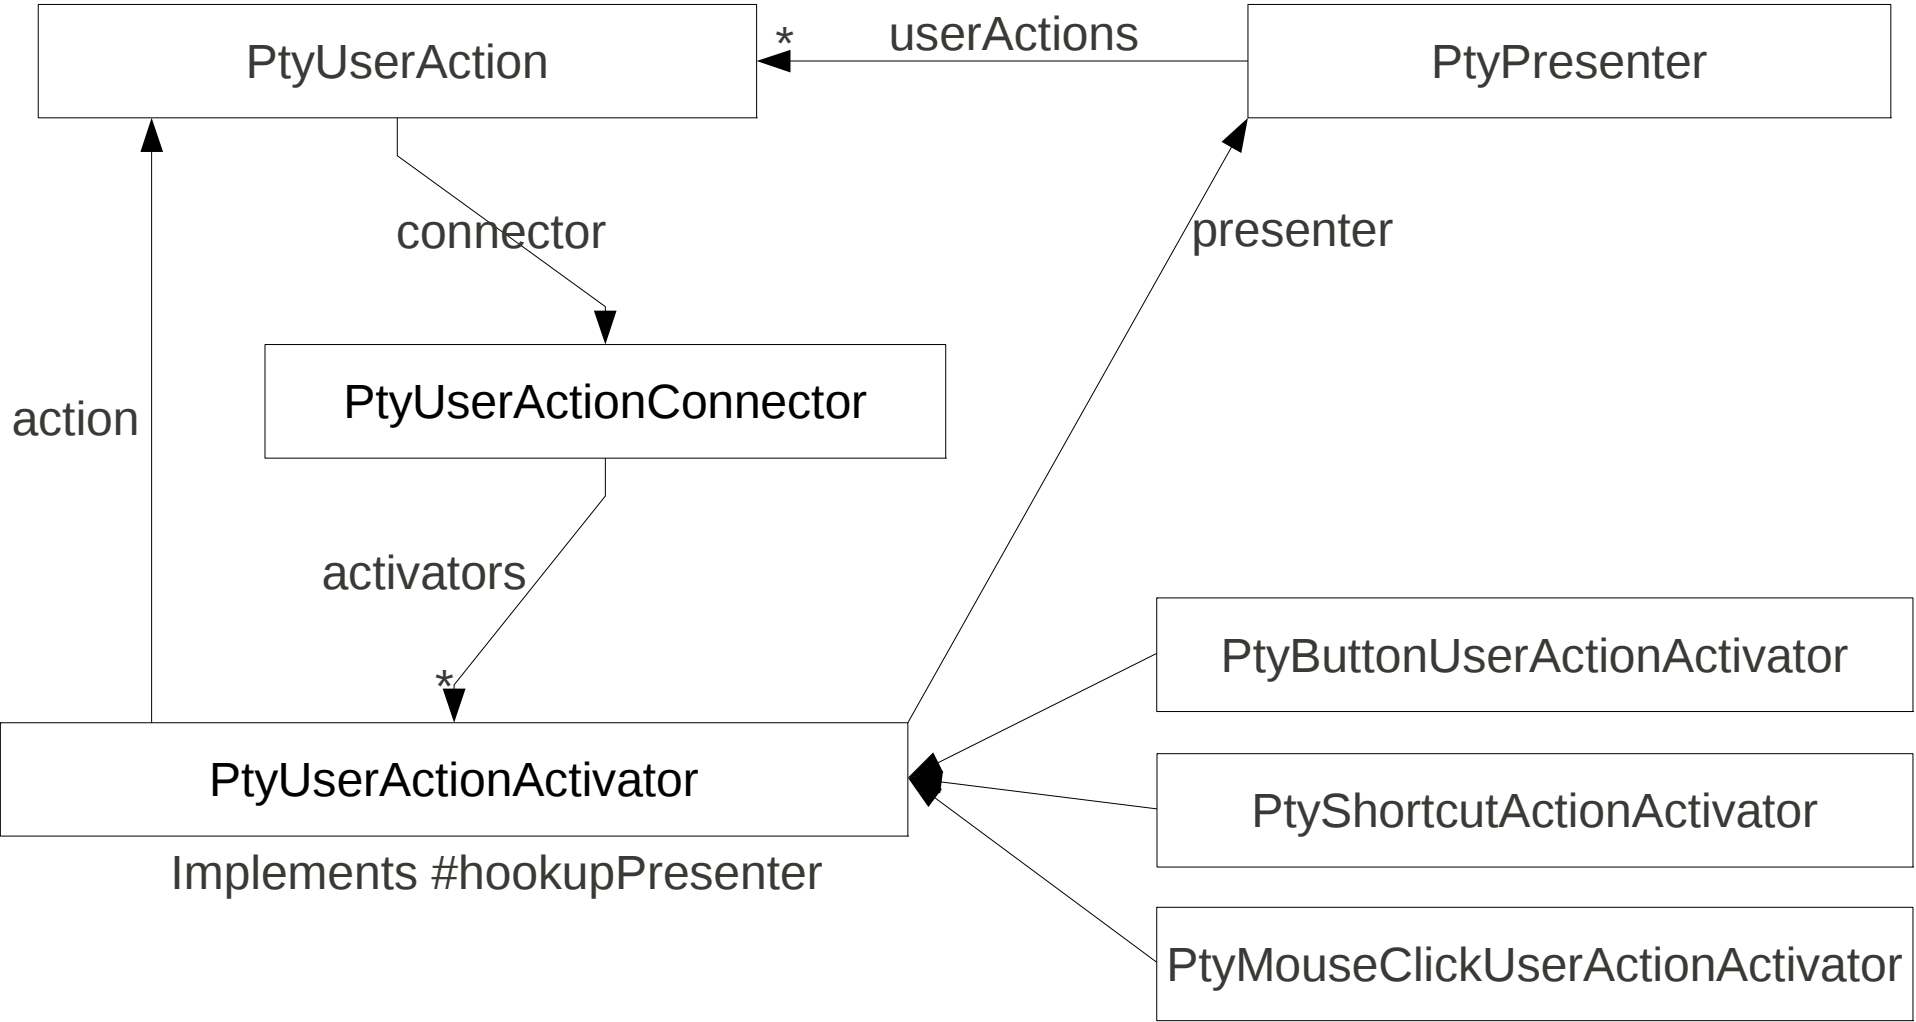 PtyUserAction
*
userActions
PtyPresenter
connector
presenter
PtyUserActionConnector
action
activators
*
PtyButtonUserActionActivator
PtyUserActionActivator
PtyShortcutActionActivator
Implements #hookupPresenter
PtyMouseClickUserActionActivator